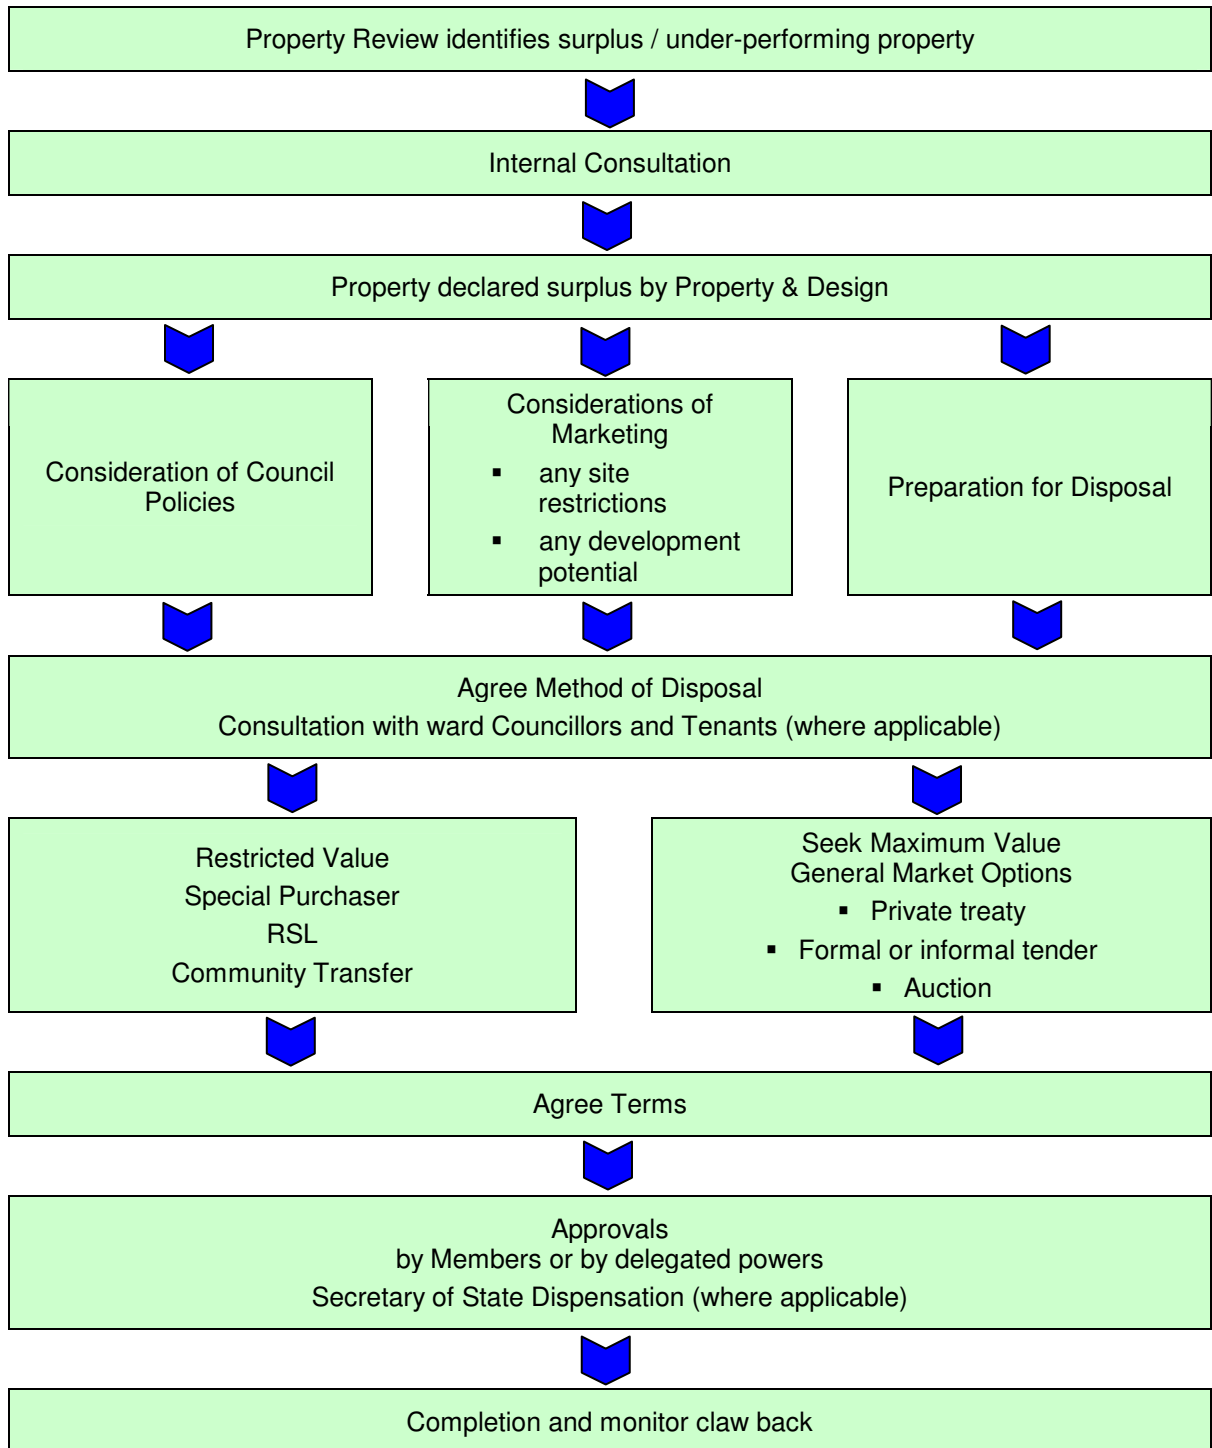 Property Review identifies surplus / under-performing property
Internal Consultation
Property declared surplus by Property & Design
Consideration of Council
Policies
Considerations of
Marketing
▪ any site
restrictions
▪ any development
potential
Preparation for Disposal
Agree Method of Disposal
Consultation with ward Councillors and Tenants (where applicable)
Restricted Value
Special Purchaser
RSL
Community Transfer
Seek Maximum Value
General Market Options
▪ Private treaty
▪ Formal or informal tender
▪ Auction
Agree Terms
Approvals
by Members or by delegated powers
Secretary of State Dispensation (where applicable)
Completion and monitor claw back